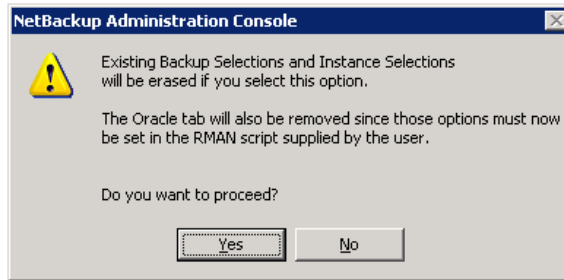 NetBackup Administration Console
Existing Backup Selections and Instance Selections
will be erased if you select this option.
The Oracle tab will also be removed since those options must now
be set in the RMAN script supplied by the user.
Do you want to proceed?
Yes
No